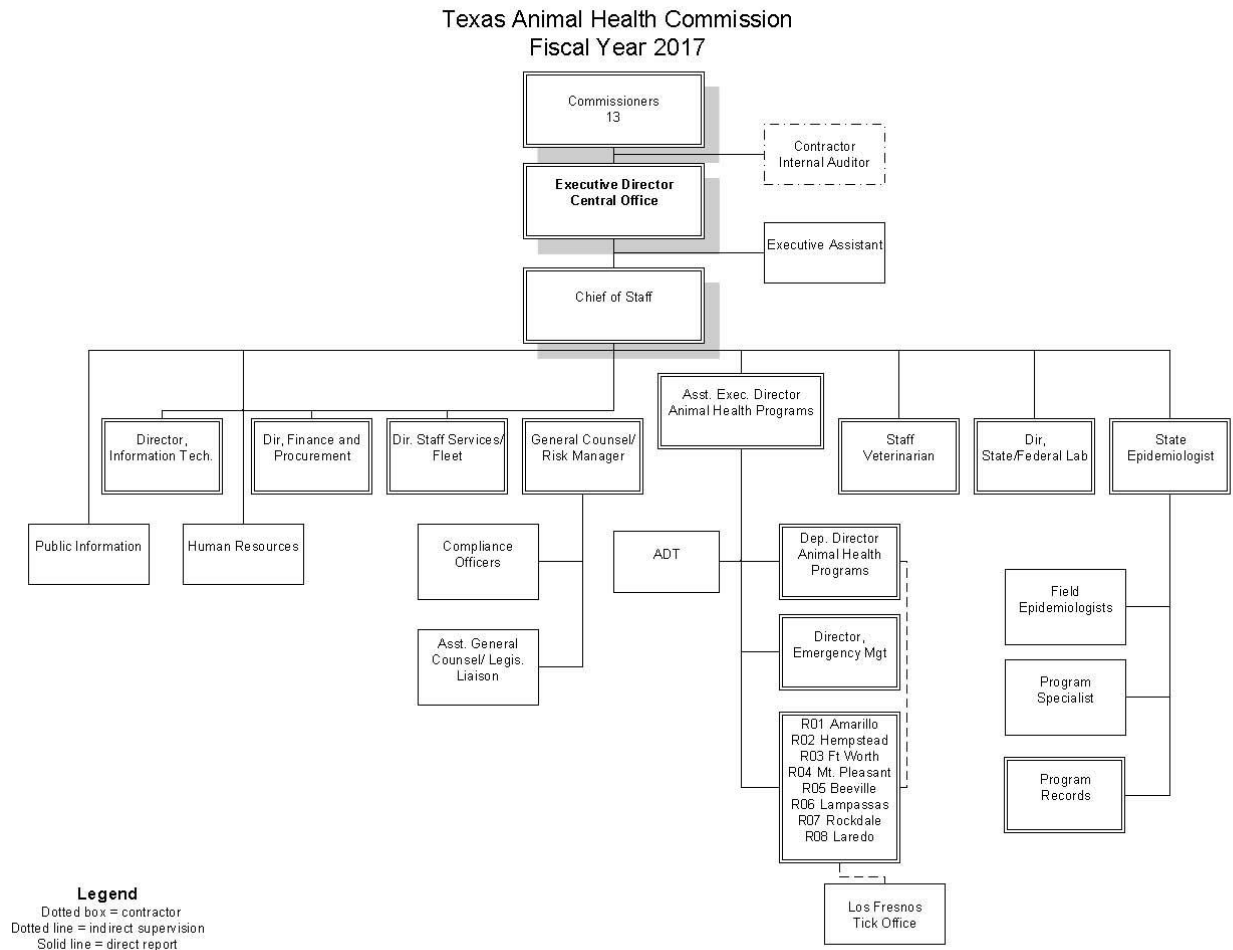 Texas Animal Health Commission
Fiscal Year 2017
Commissioners
13
Contractor
Internal Auditor
Executive Director
Central Office
Executive Assistant
Chief of Staff
Asst. Exec. Director
Animal Health Programs
Director,
Information Tech.
Dir, Finance and
Procurement
Dir. Staff Services/
Fleet
General Counsel/
Risk Manager
Staff
Veterinarian
Dir,
State/Federal Lab
State
Epidemiologist
Public Information
Human Resources
Compliance
Officers
ADT
Dep. Director
Animal Health
Programs
Field
Epidemiologists
Asst. General
Counsel/ Legis.
Liaison
Director,
Emergency Mgt
Program
Specialist
R01 Amarillo
R02 Hempstead
R03 Ft Worth
R04 Mt. Pleasant
R05 Beeville
R06 Lampassas
R07 Rockdale
R08 Laredo
Program
Records
Los Fresnos
Tick Office
Legend
Dotted box = contractor
Dotted line = indirect supervision
Solid line = direct report